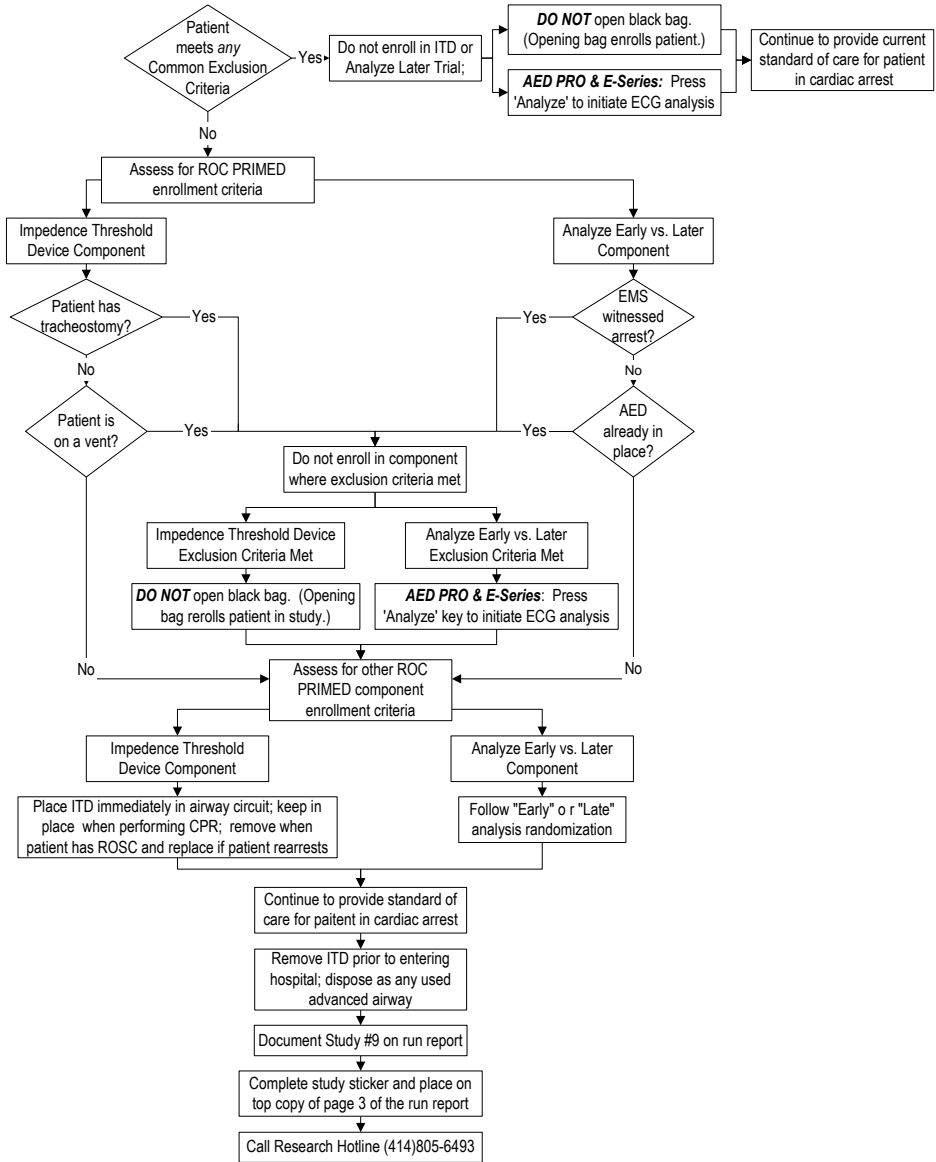 Patient
meets any
Common Exclusion
Criteria
Yes
Do not enroll in ITD or
Analyze Later Trial;
DO NOT open black bag.
(Opening bag enrolls patient.)
AED PRO & E-Series: Press
'Analyze' to initiate ECG analysis
Continue to provide current
standard of care for patient
in cardiac arrest
No
Assess for ROC PRIMED
enrollment criteria
Impedence Threshold
Device Component
Analyze Early vs. Later
Component
Patient has
tracheostomy?
Yes
Yes
EMS
witnessed
arrest?
No
No
Patient is
on a vent?
Yes
Yes
AED
already in
place?
Do not enroll in component
where exclusion criteria met
Impedence Threshold Device
Exclusion Criteria Met
Analyze Early vs. Later
Exclusion Criteria Met
DO NOT open black bag. (Opening
bag rerolls patient in study.)
AED PRO & E-Series: Press
'Analyze' key to initiate ECG analysis
No
No
Assess for other ROC
PRIMED component
enrollment criteria
Impedence Threshold
Device Component
Analyze Early vs. Later
Component
Place ITD immediately in airway circuit; keep in
place when performing CPR; remove when
patient has ROSC and replace if patient rearrests
Follow "Early" o r "Late"
analysis randomization
Continue to provide standard of
care for paitent in cardiac arrest
Remove ITD prior to entering
hospital; dispose as any used
advanced airway
Document Study #9 on run report
Complete study sticker and place on
top copy of page 3 of the run report
Call Research Hotline (414)805-6493